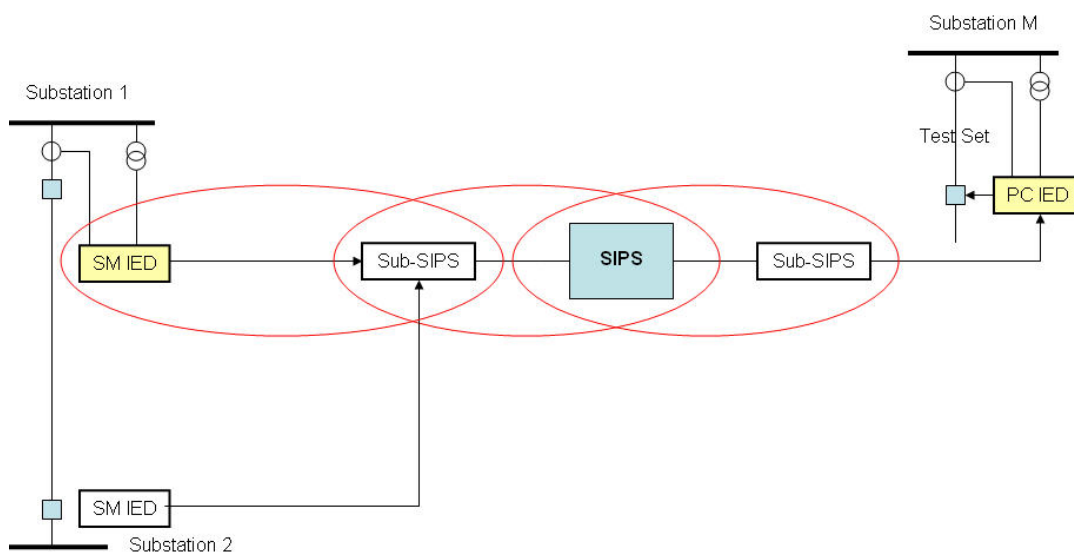 Substation M
Substation 1
Test Set
PC IED
SM IED
Sub-SIPS
SIPS
Sub-SIPS
SM IED
Substation 2